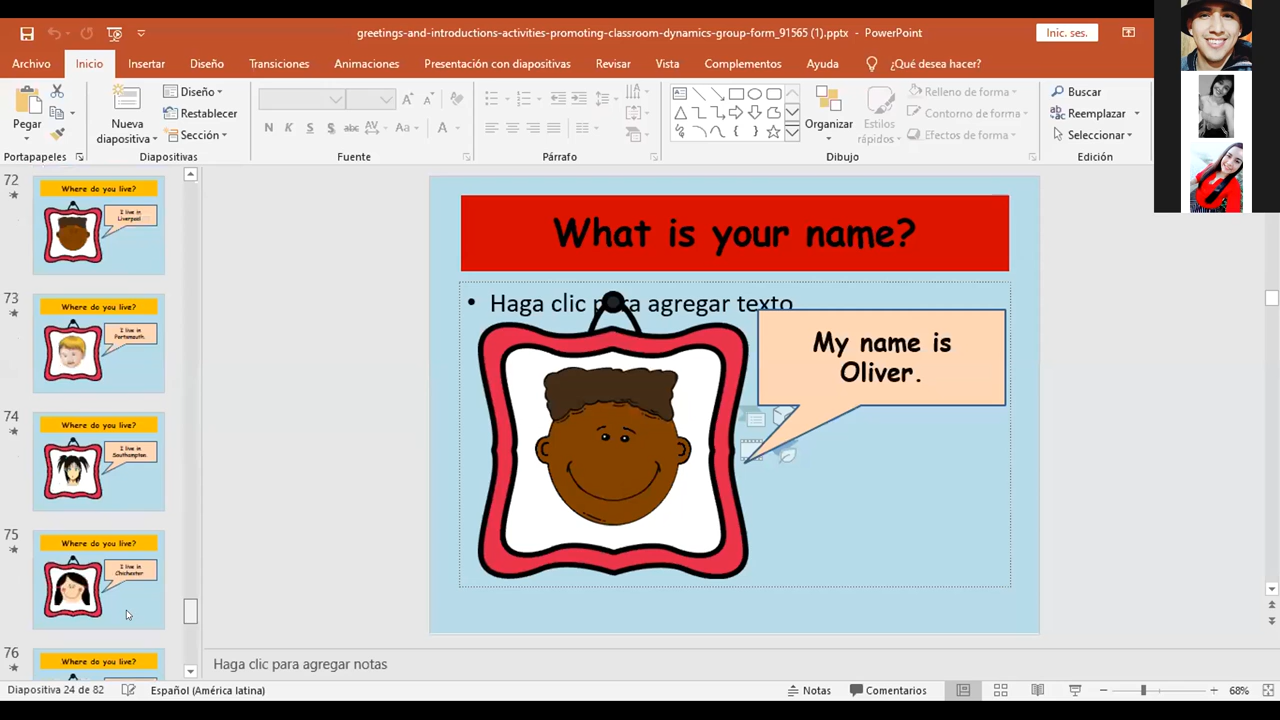 greetings-and-introductions-activities-promoting-classroom-dynamics-group-form_91565 (1).pptx - PowerPoint
Inic. ses.
Archivo Inicio Insertar Diseño Transiciones Animaciones Presentación con diapositivas Revisar Vista Complementos Ayuda ¿Qué desea hacer?
Pegar
Nueva
diapositiva
Diseño
Restablecer
Sección
N K S abc AV Aa A
Organizar
Estilos
rápidos
Relleno de forma
Contorno de forma
Efectos de forma
Buscar
Reemplazar
Seleccionar
Portapapeles Diapositivas Fuente Párrafo Dibujo Edición
72
Where do you live?
I live in
Liverpool
73
Where do you live?
I live in
Portsmouth.
74
Where do you live?
I live in
Southampton.
75
Where do you live?
I live in
Chichester
76
Where do you live?
What is your name?
• Haga clic para agregar texto
My name is
Oliver.
Haga clic para agregar notas
Diapositiva 24 de 82 Español (América latina) Notas Comentarios 68%